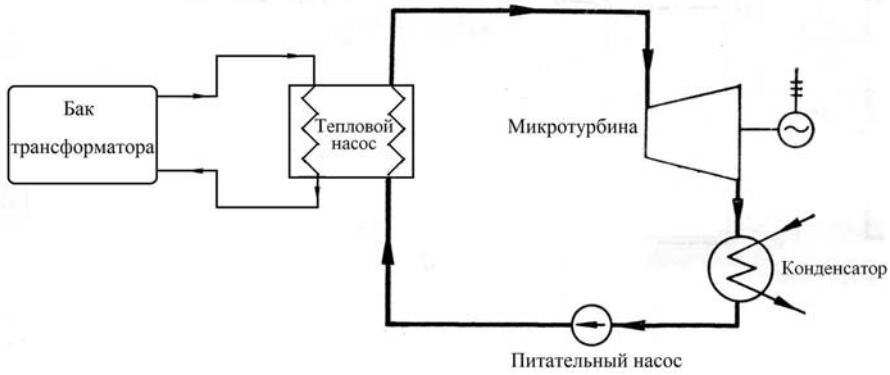 Бак
трансформатора
Тепловой
насос
Микротурбина
Конденсатор
Питательный насос